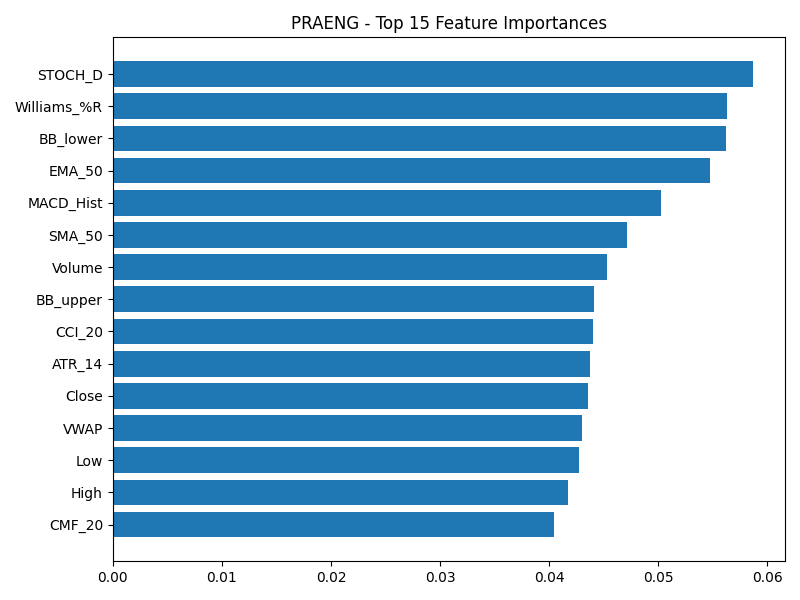 PRAENG - Top 15 Feature Importances
STOCH_D
Williams_%R
BB_lower
EMA_50
MACD_Hist
SMA_50
Volume
BB_upper
CCI_20
ATR_14
Close
VWAP
Low
High
CMF_20
0.00 0.01 0.02 0.03 0.04 0.05 0.06